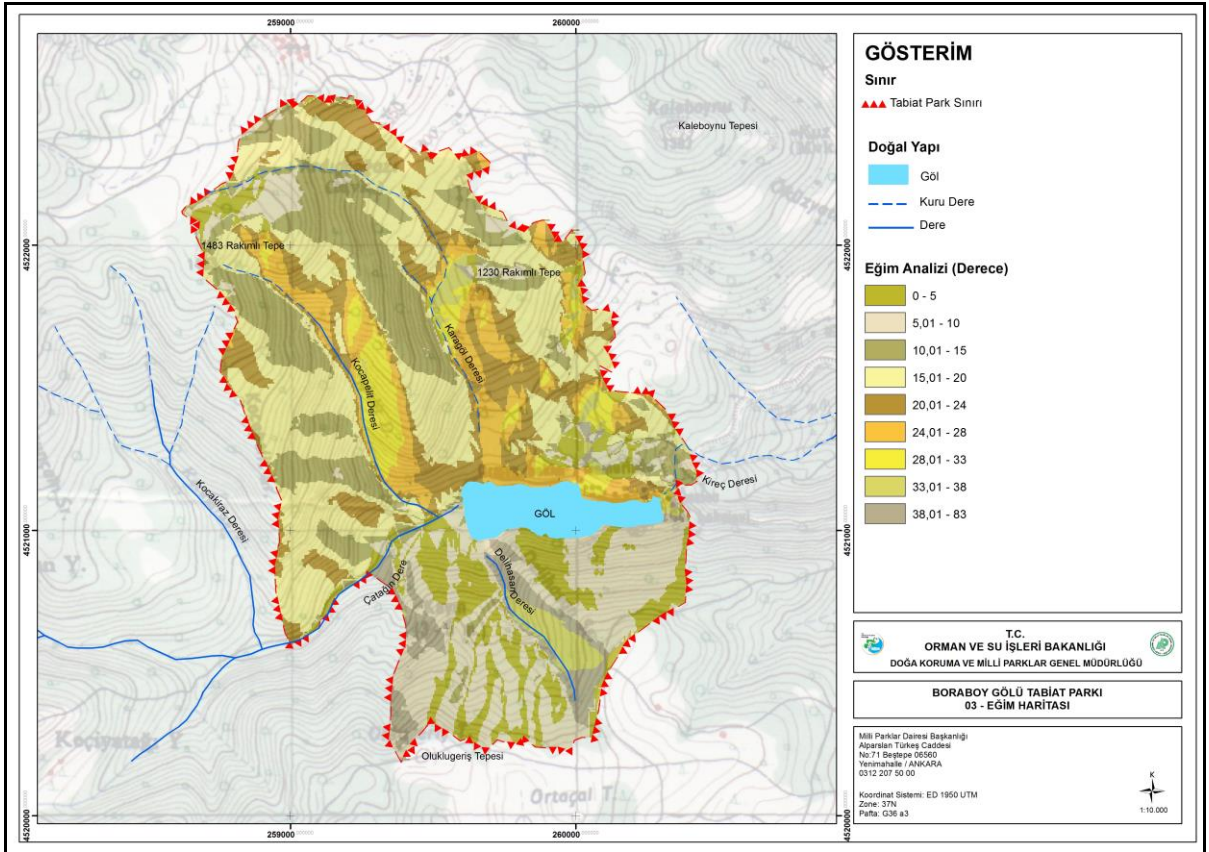 259000
260000
4522000
4522000
4521000
4521000
4520000
4520000
259000
260000
Kaleboynu Tepesi
1483 Rakımlı Tepe
1230 Rakımlı Tepe
Karagöl Deresi
Kocapelit Deresi
Kocakiraz Deresi
Kireç Deresi
GÖL
Delihasan Deresi
Çatağın Dere
Oluklugeriş Tepesi
Ortaçal T.
GÖSTERİM
Sınır
Tabiat Park Sınırı
Doğal Yapı
Göl
Kuru Dere
Dere
Eğim Analizi (Derece)
0 - 5
5,01 - 10
10,01 - 15
15,01 - 20
20,01 - 24
24,01 - 28
28,01 - 33
33,01 - 38
38,01 - 83
T.C.
ORMAN VE SU İŞLERİ BAKANLIĞI
DOĞA KORUMA VE MİLLİ PARKLAR GENEL MÜDÜRLÜĞÜ
BORABOY GÖLÜ TABİAT PARKI
03 - EĞİM HARİTASI
Milli Parklar Dairesi Başkanlığı
Alparslan Türkeş Caddesi
No:71 Beştepe 06560
Yenimahalle / ANKARA
0312 207 50 00
Koordinat Sistemi: ED 1950 UTM
Zone: 37N
Pafta: G36 a3
K
1:10.000